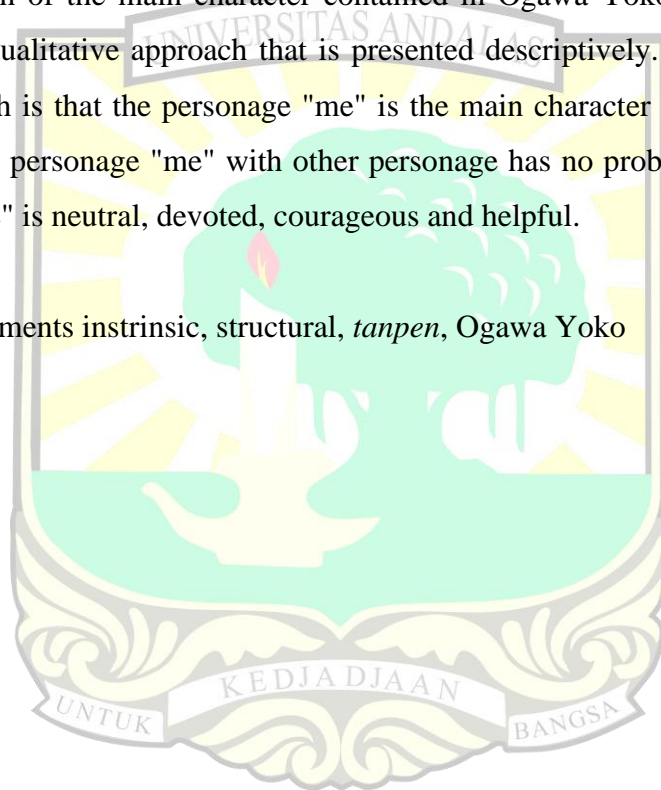 n of the main character contained in Ogawa Yoko
ualitative approach that is presented descriptively.
h is that the personage "me" is the main character
personage "me" with other personage has no prob
" is neutral, devoted, courageous and helpful.
ments instrinsic, structural, tanpen, Ogawa Yoko
UNIVERSITAS ANDALAS
UNTUK KEDJADJAAN BANGSA